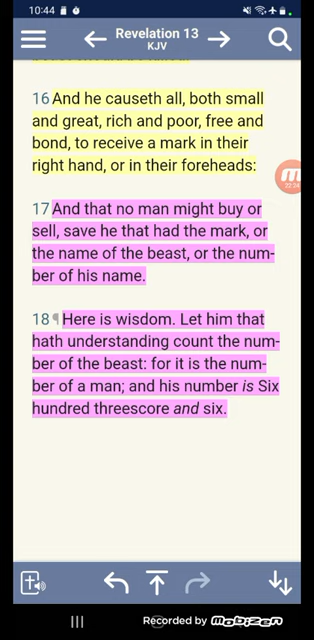 10:44
Revelation 13
KJV
16 And he causeth all, both small
and great, rich and poor, free and
bond, to receive a mark in their
right hand, or in their foreheads:
22:24
17 And that no man might buy or
sell, save he that had the mark, or
the name of the beast, or the num-
ber of his name.
18 ¶ Here is wisdom. Let him that
hath understanding count the num-
ber of the beast: for it is the num-
ber of a man; and his number is Six
hundred threescore and six.
Recorded by mobizen